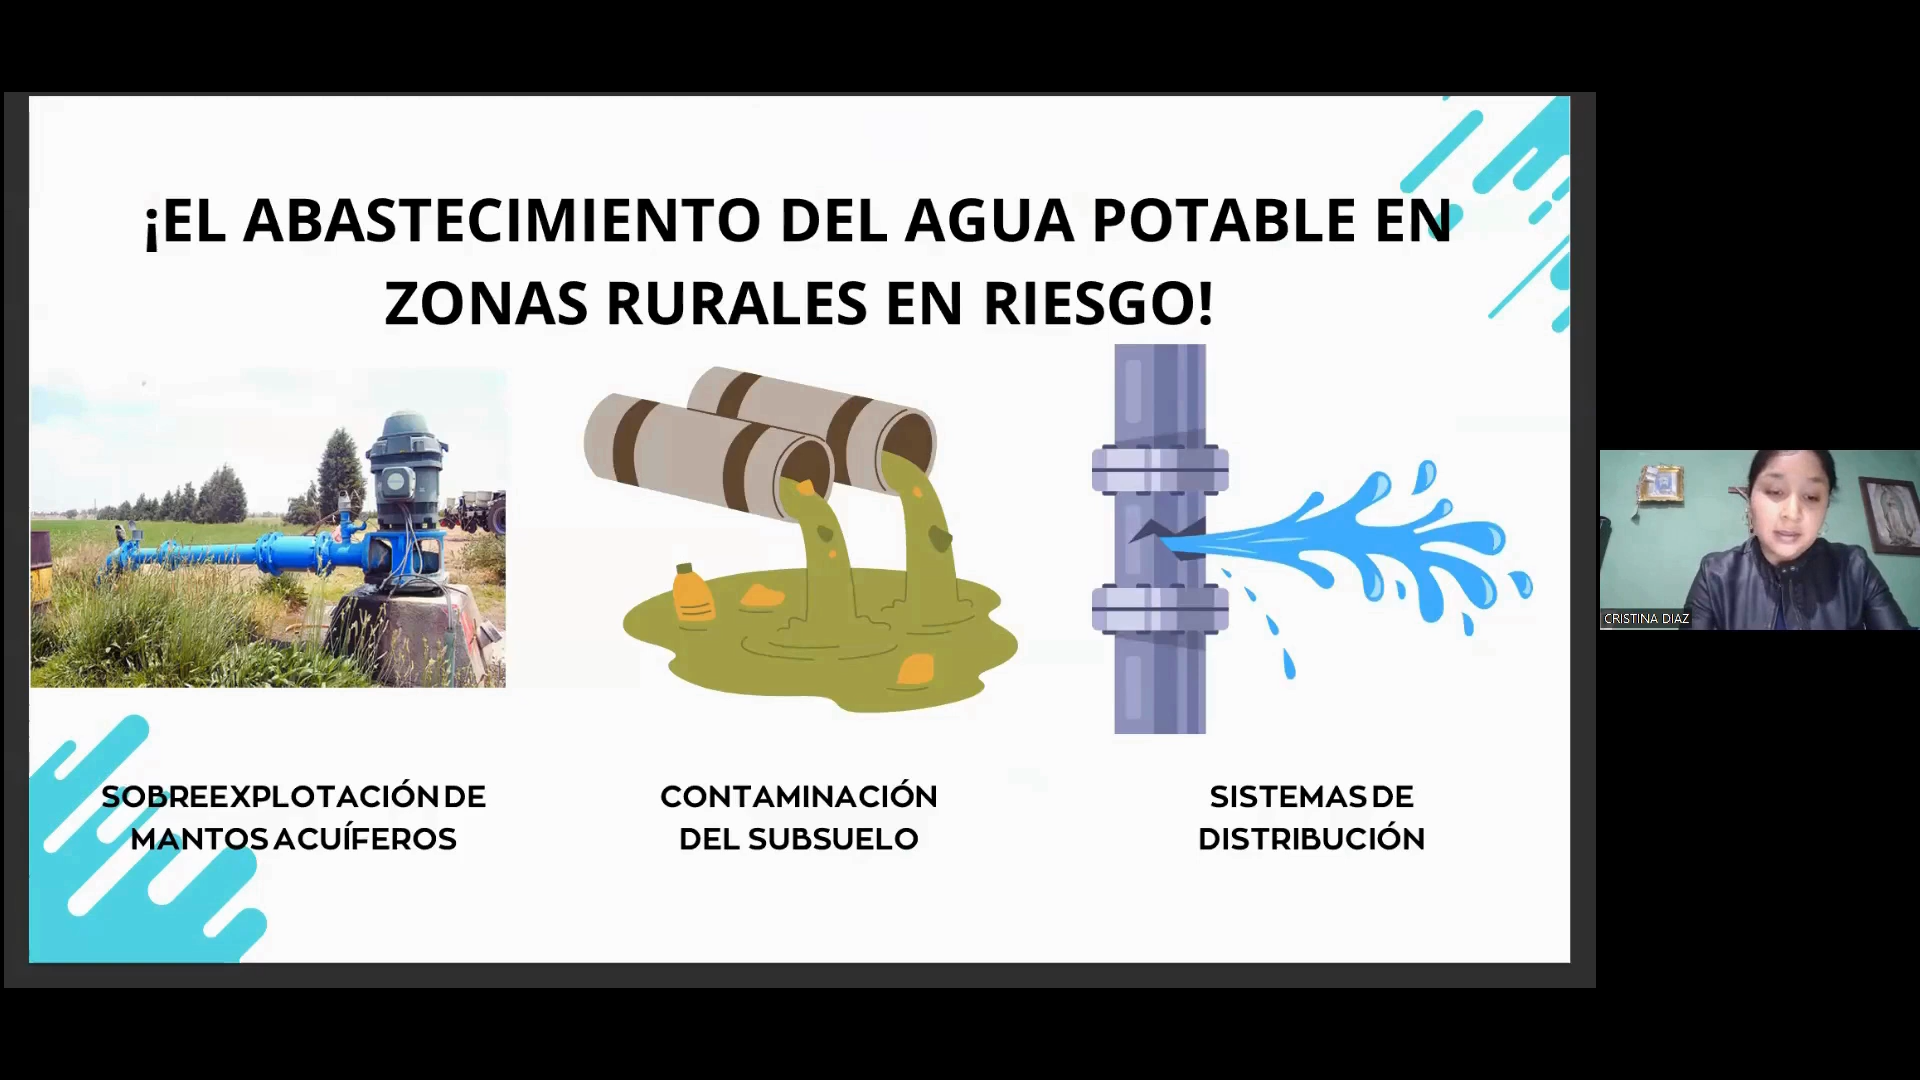 ¡EL ABASTECIMIENTO DEL AGUA POTABLE EN
ZONAS RURALES EN RIESGO!
SOBREEXPLOTACIÓN DE
MANTOS ACUÍFEROS
CONTAMINACIÓN
DEL SUBSUELO
SISTEMAS DE
DISTRIBUCIÓN
CRISTINA DIAZ